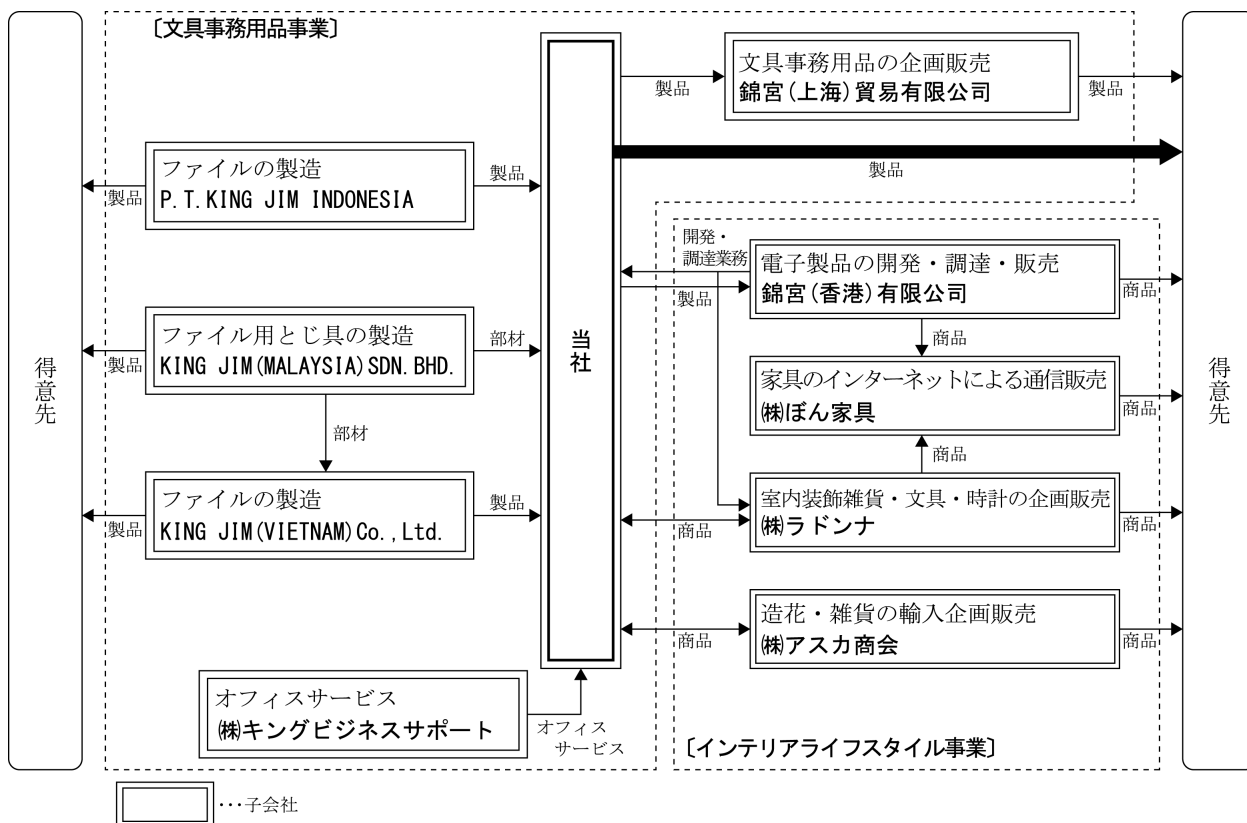 〔文具事務用品事業〕
文具事務用品の企画販売
錦宮(上海)貿易有限公司
製品
製品
製品
ファイルの製造
P.T.KING JIM INDONESIA
製品
製品
開発・
調達業務
製品
電子製品の開発・調達・販売
錦宮(香港)有限公司
商品
商品
ファイル用とじ具の製造
KING JIM(MALAYSIA)SDN.BHD.
製品
部材
部材
当社
得意先
得意先
家具のインターネットによる通信販売
㈱ぼん家具
商品
商品
ファイルの製造
KING JIM(VIETNAM)Co.,Ltd.
製品
製品
室内装飾雑貨・文具・時計の企画販売
㈱ラドンナ
商品
商品
造花・雑貨の輸入企画販売
㈱アスカ商会
商品
商品
オフィスサービス
㈱キングビジネスサポート
オフィス
サービス
〔インテリアライフスタイル事業〕
・・・子会社